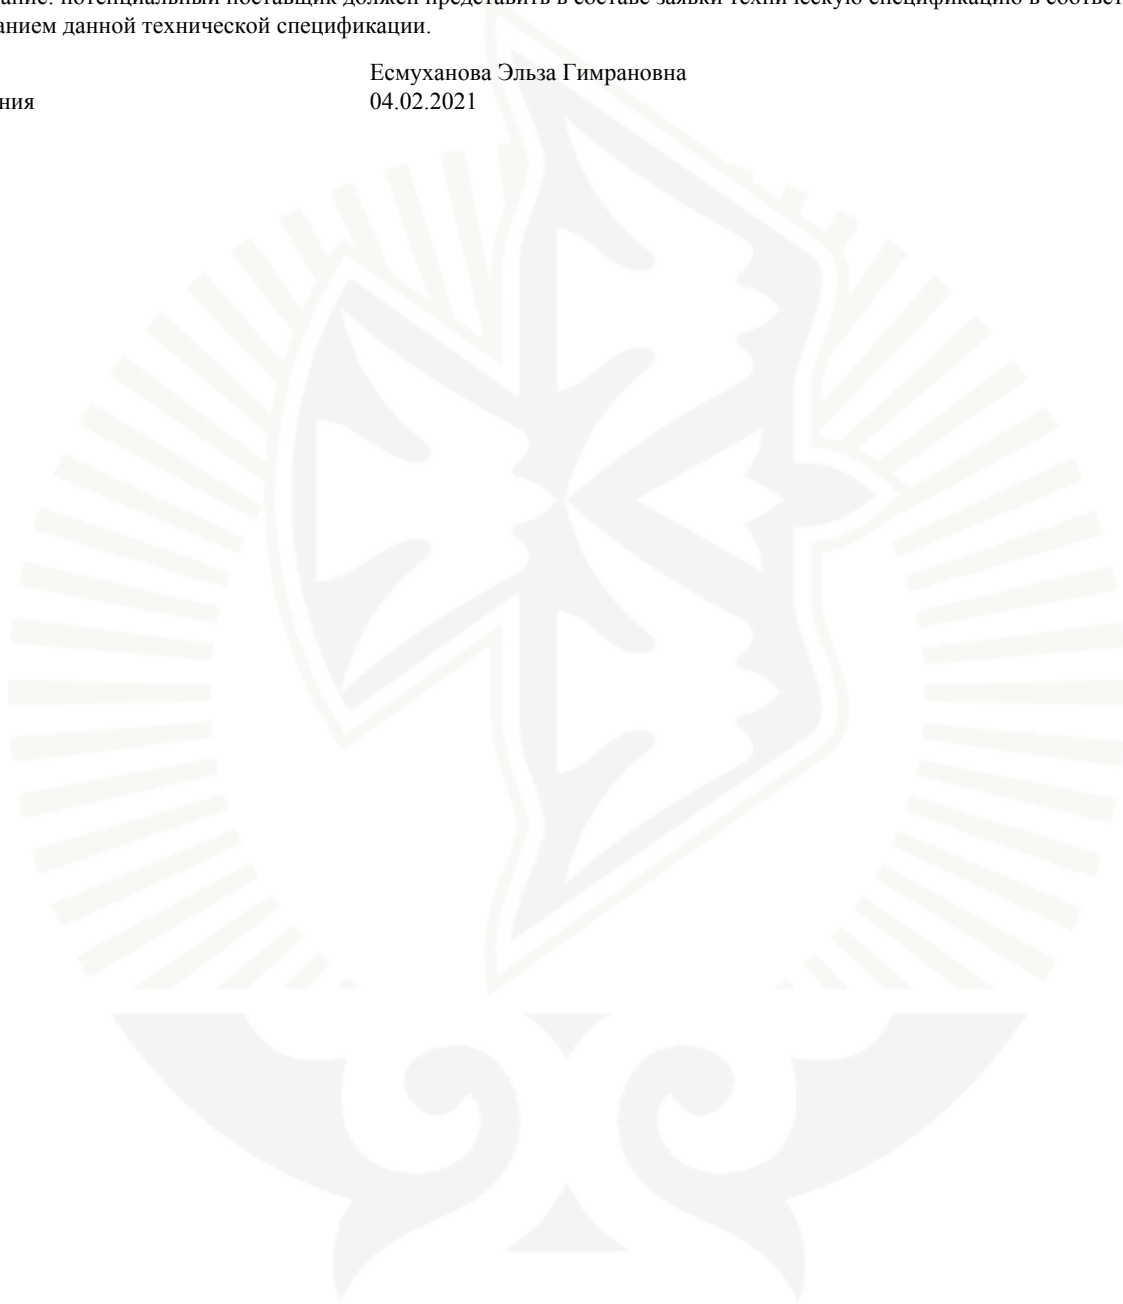 ание: потенциальный поставщик должен представить в составе заявки техническую спецификацию в соответ
анием данной технической спецификации.
Есмуханова Эльза Гимрановна
ния 04.02.2021